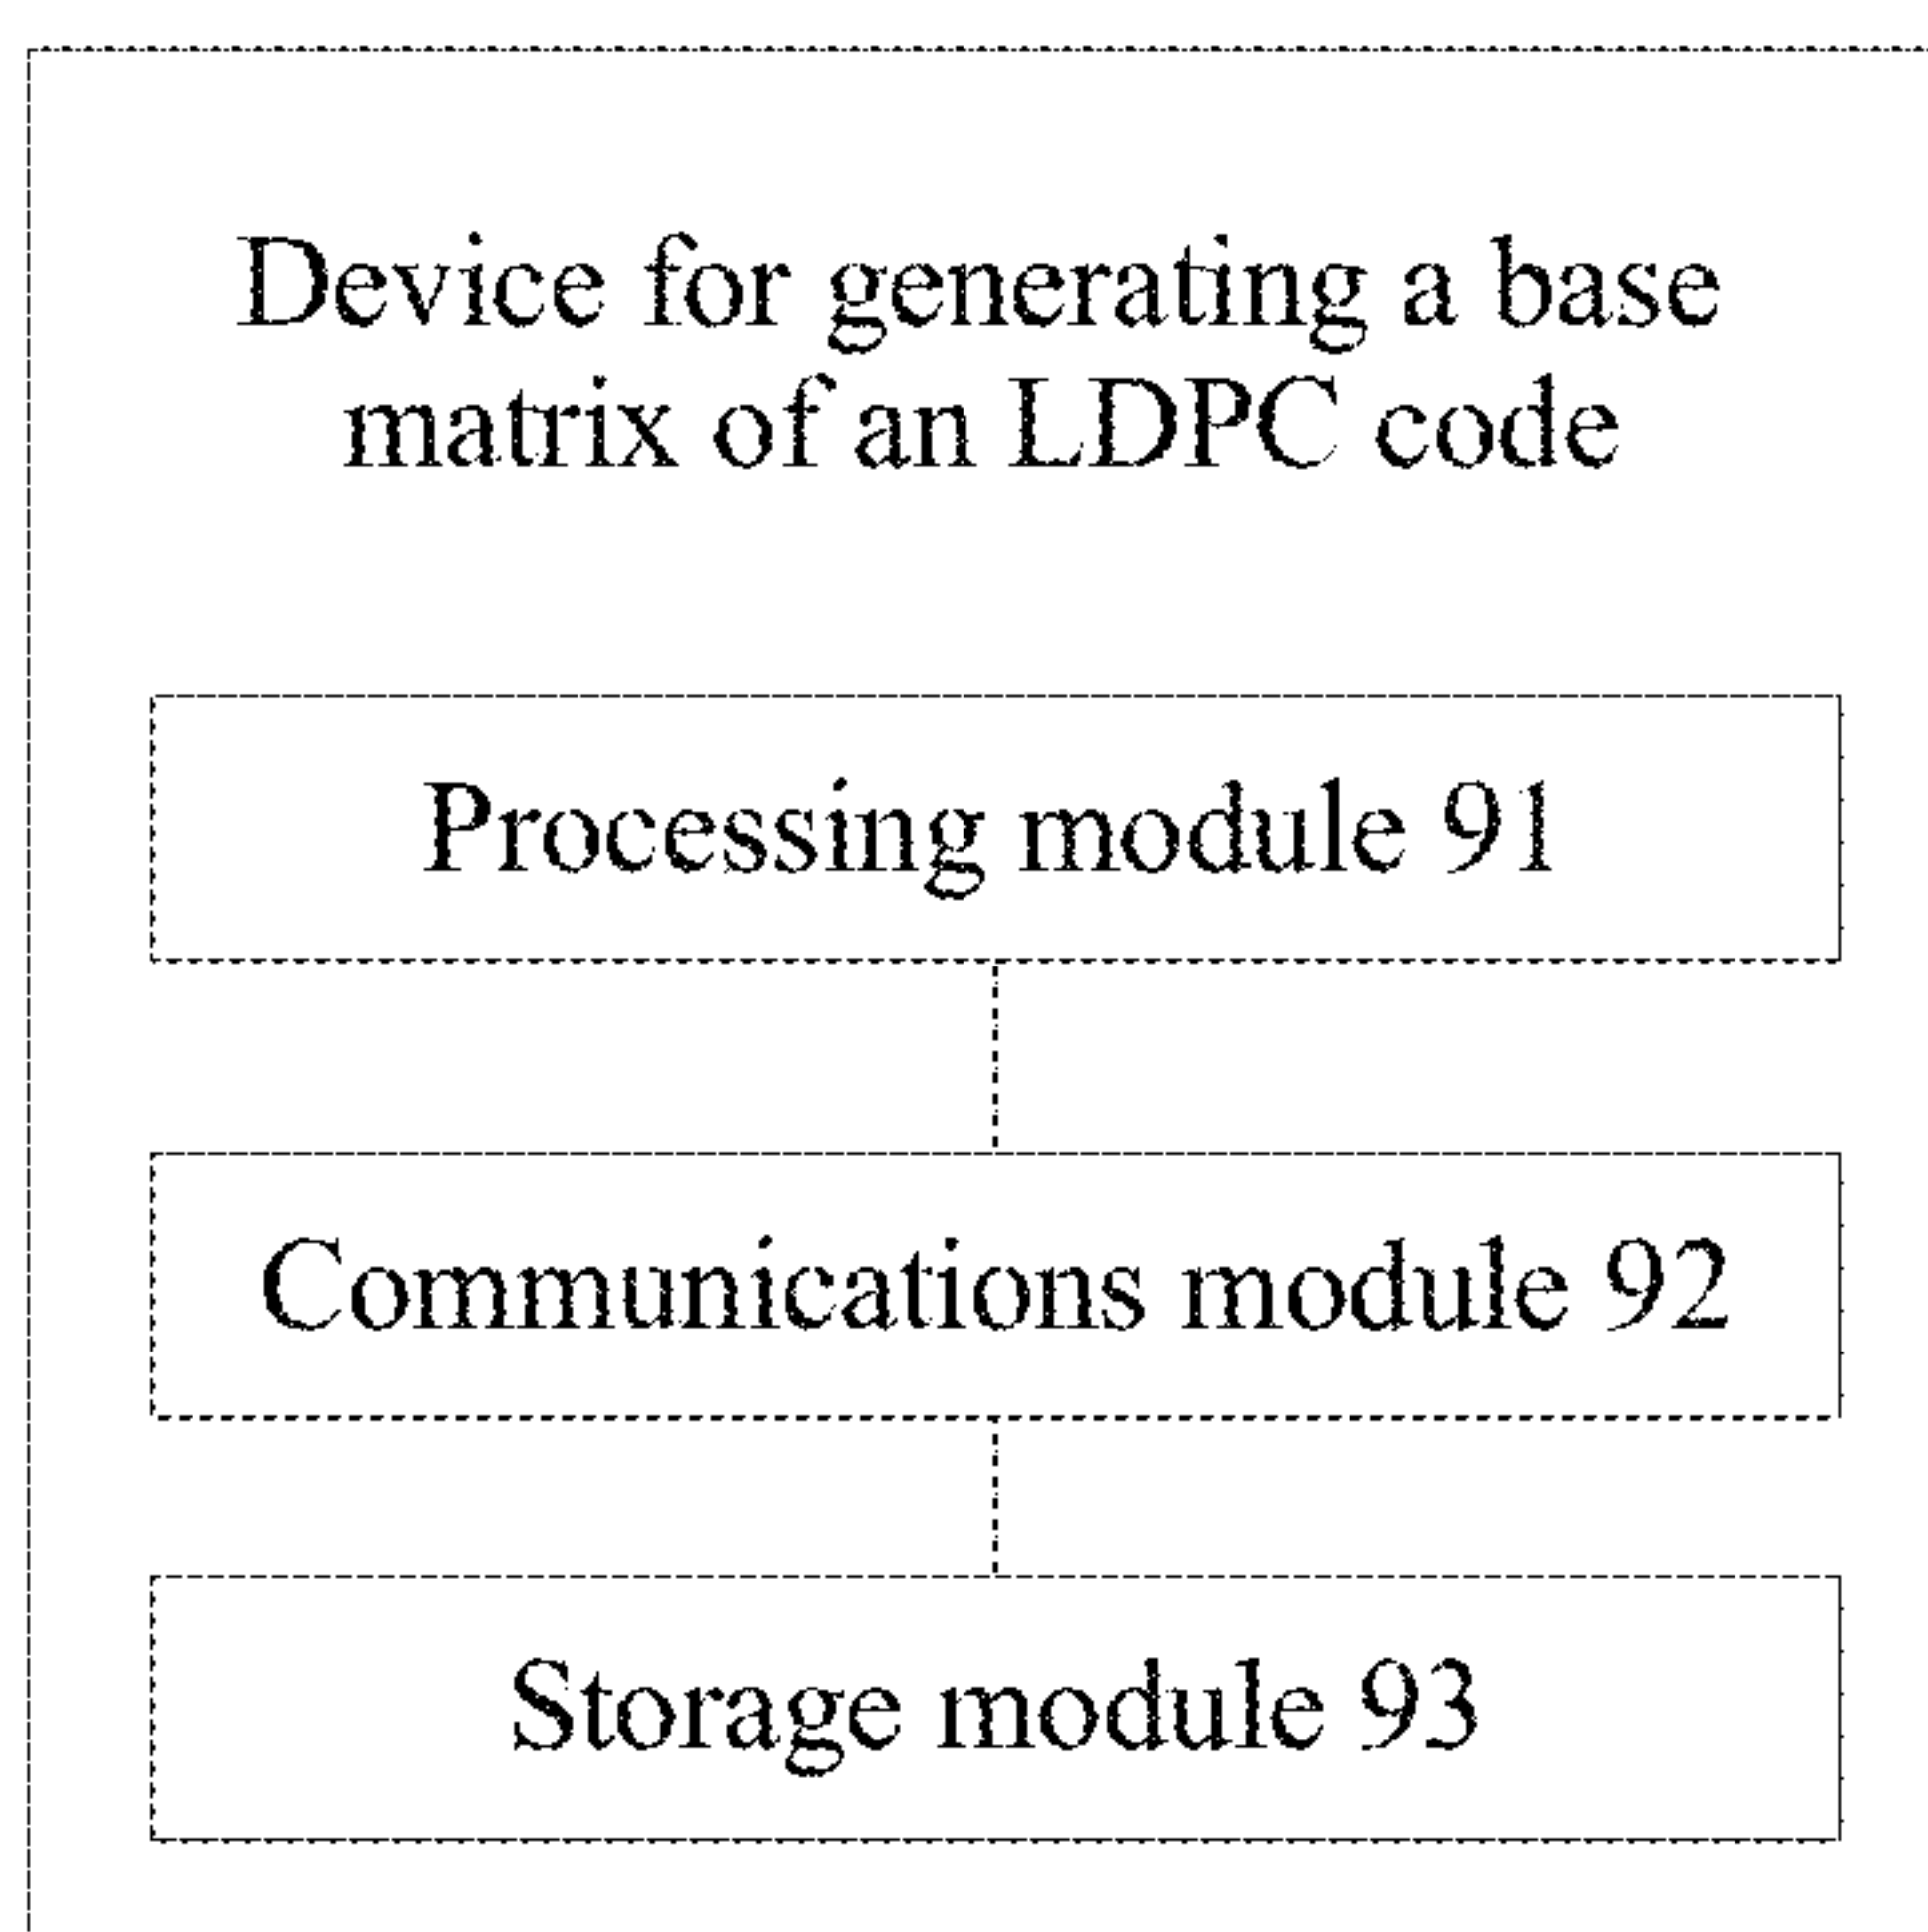 Device for generating a base
matrix of an LDPC code
Processing module 91
Communications module 92
Storage module 93